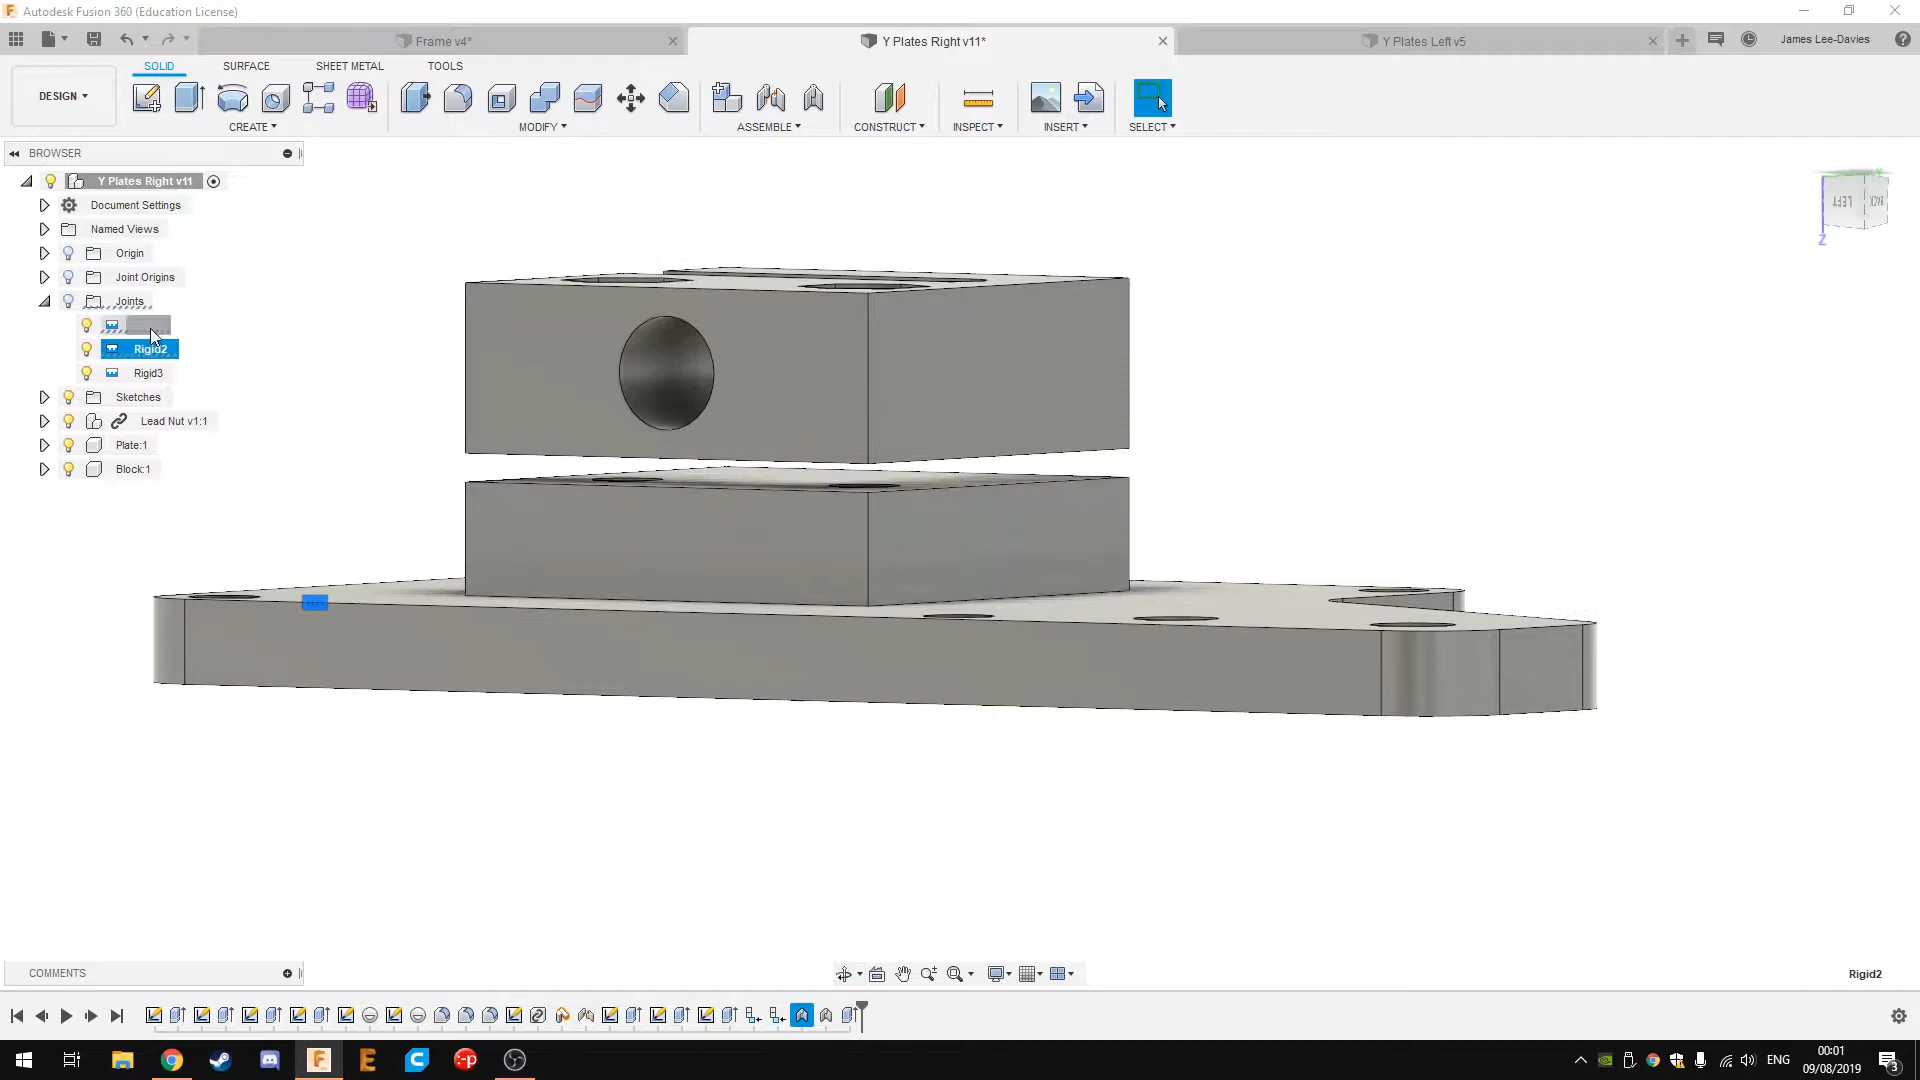 Autodesk Fusion 360 (Education License)
Frame v4*
Y Plates Right v11*
Y Plates Left v5
James Lee-Davies
DESIGN
SOLID
SURFACE
SHEET METAL
TOOLS
CREATE
MODIFY
ASSEMBLE
CONSTRUCT
INSPECT
INSERT
SELECT
BROWSER
Y Plates Right v11
Document Settings
Named Views
Origin
Joint Origins
Joints
Rigid2
Rigid3
Sketches
Lead Nut v1:1
Plate:1
Block:1
LEFT
BACK
Z
COMMENTS
Rigid2
ENG
00:01
09/08/2019
3